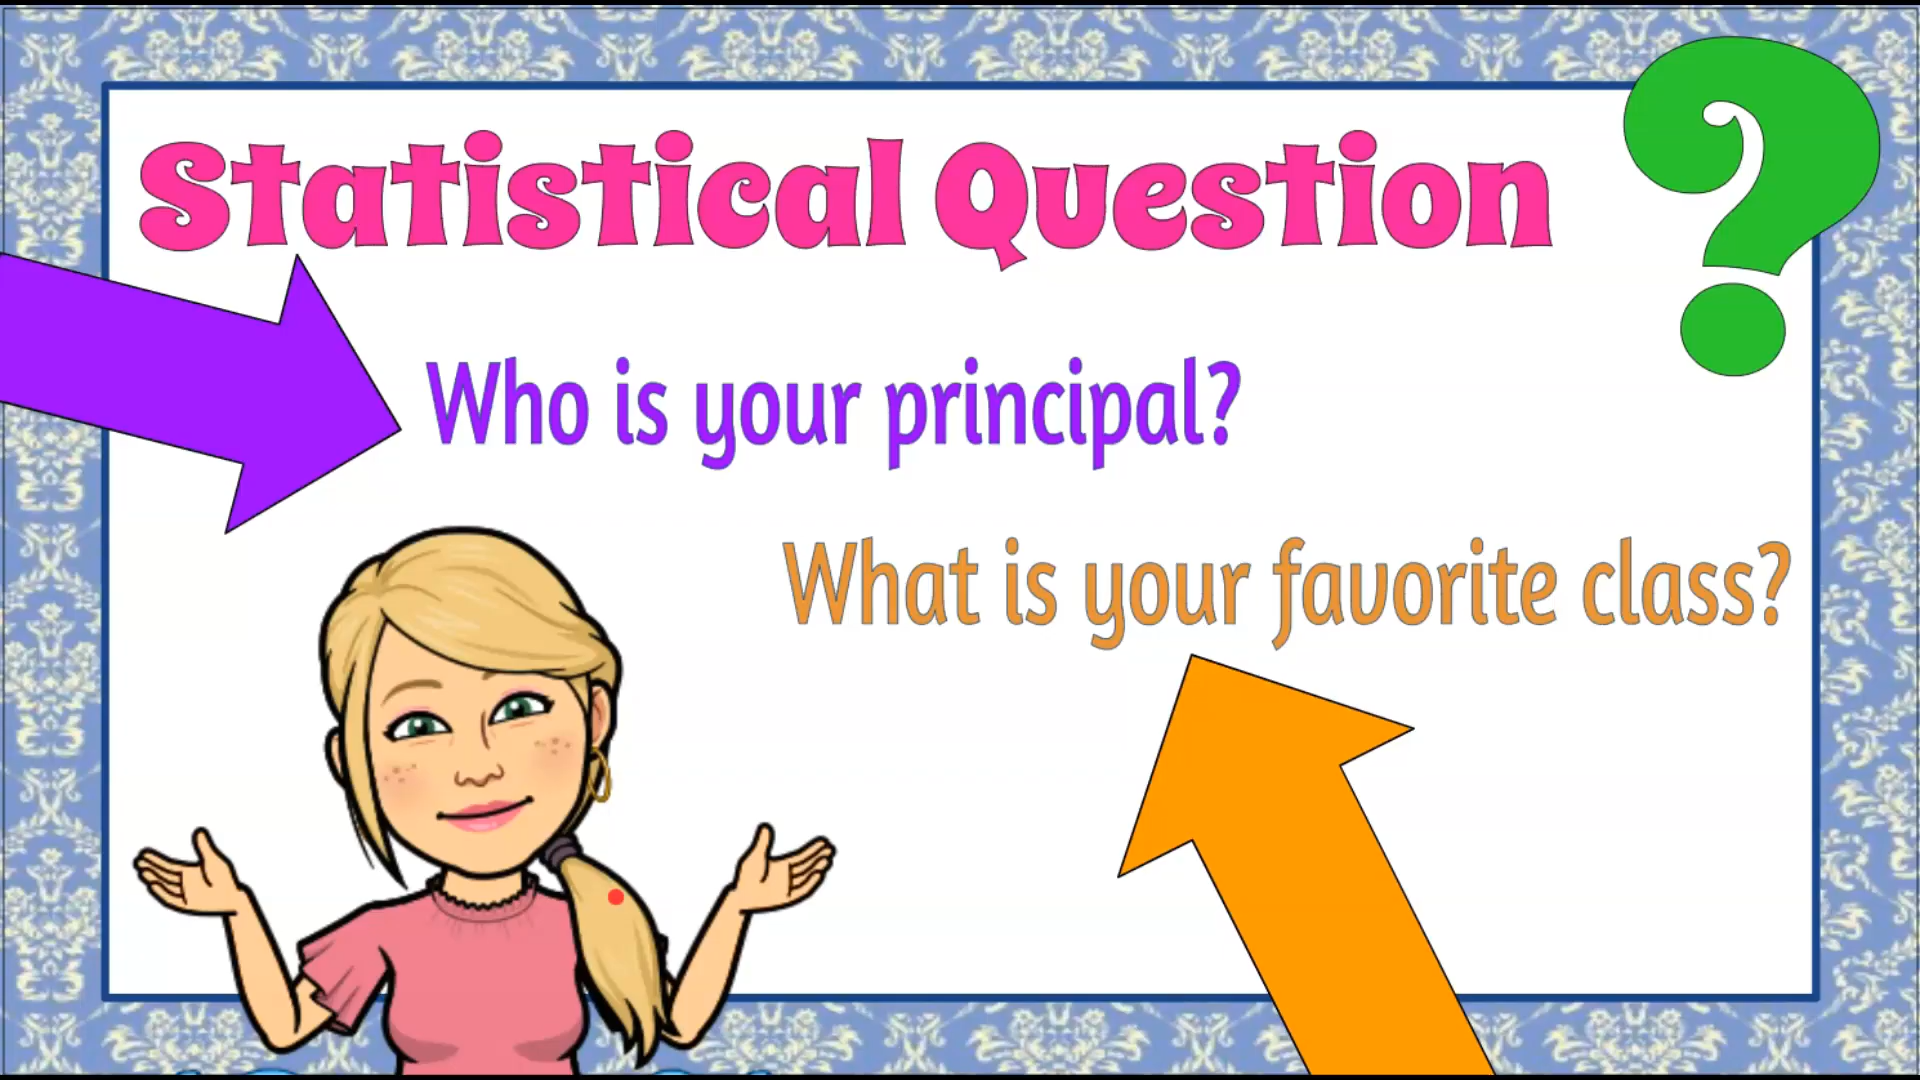 Statistical Question
Who is your principal?
What is your favorite class?